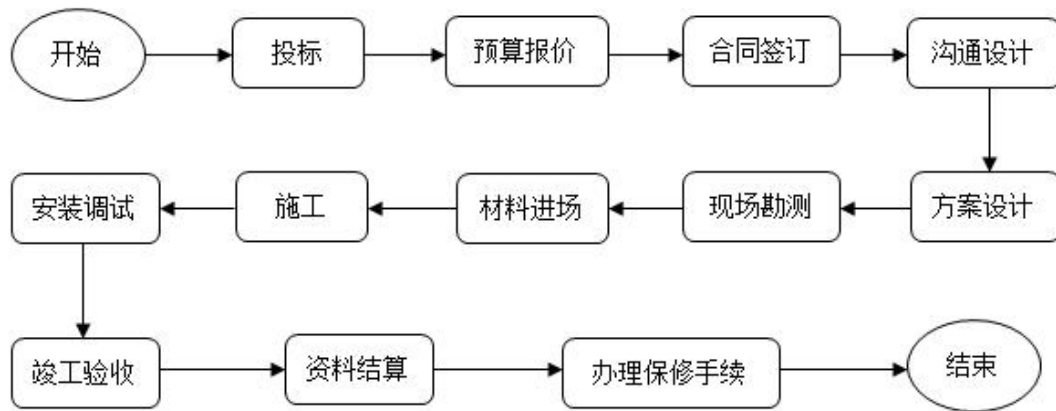 开始
投标
预算报价
合同签订
沟通设计
方案设计
现场勘测
材料进场
施工
安装调试
竣工验收
资料结算
办理保修手续
结束